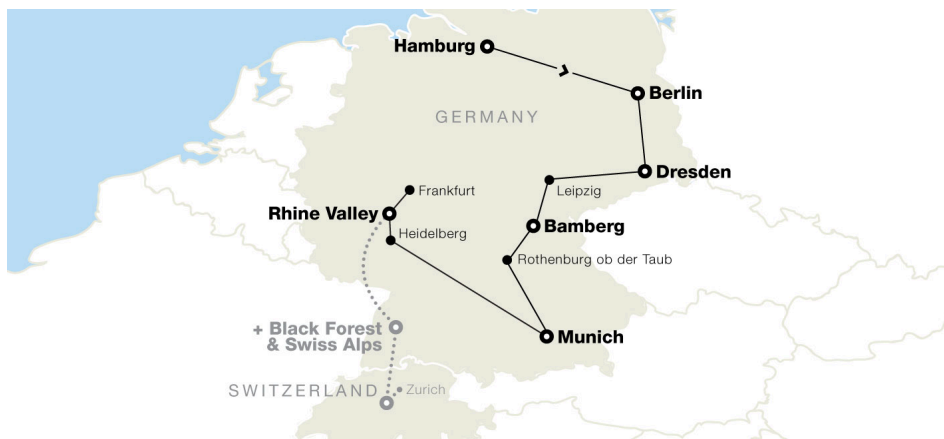 Hamburg
Berlin
GERMANY
Dresden
Frankfurt
Leipzig
Rhine Valley
Bamberg
Heidelberg
Rothenburg ob der Taub
+ Black Forest
& Swiss Alps
Munich
SWITZERLAND
Zurich